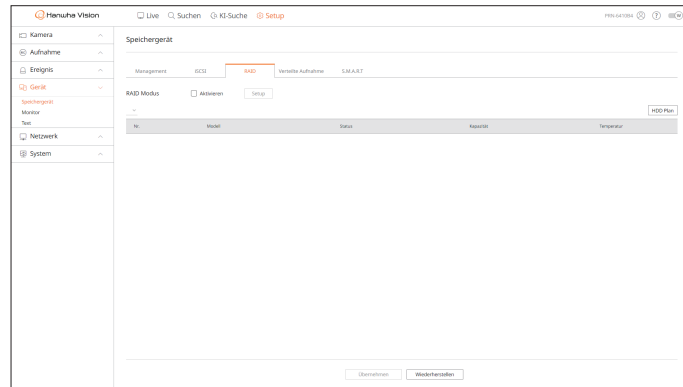 Hanwha Vision
Live Suchen KI-Suche Setup
PRN-6410B4
Kamera
Aufnahme
Ereignis
Gerät
Speichergerät
Monitor
Text
Netzwerk
System
Speichergerät
Management iSCSI RAID Verteilte Aufnahme S.M.A.R.T
RAID Modus Aktivieren Setup
HDD Plan
Nr. Modell Status Kapazität Temperatur
Übernehmen Wiederherstellen